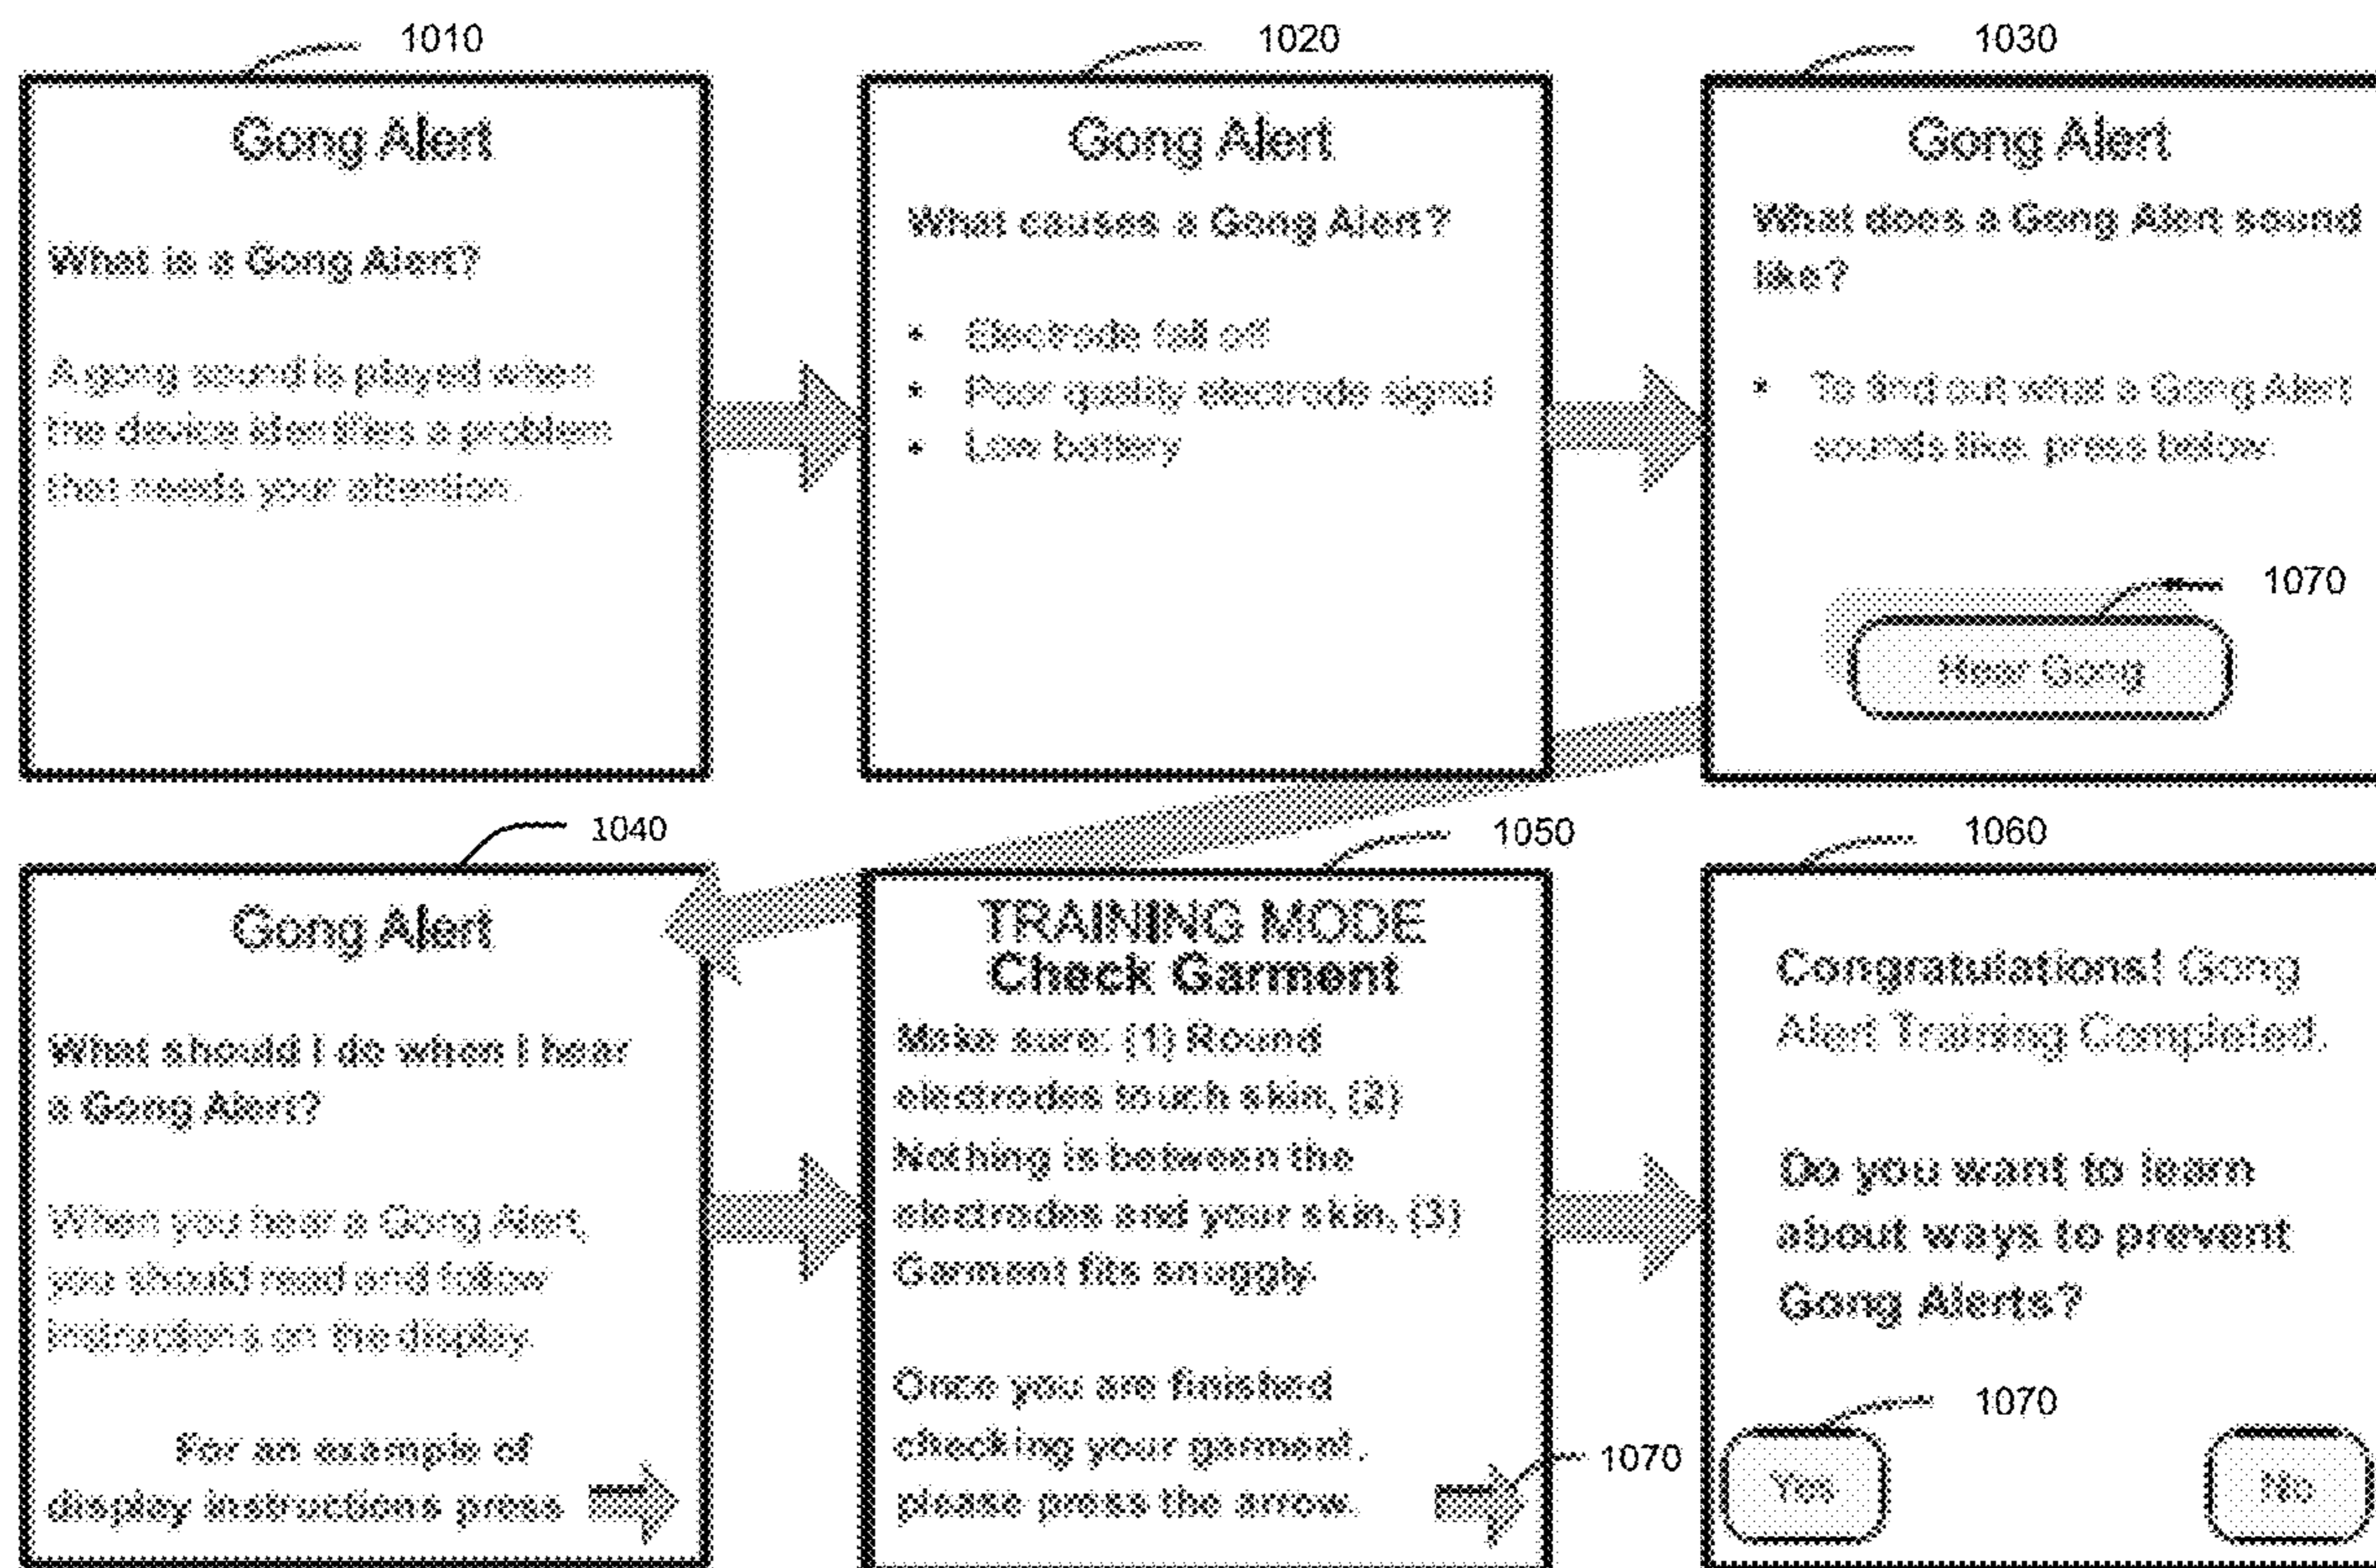 1010
Gong Alert
What is a Gong Alert?
A gong sound is played when
the device identifies a problem
that needs your attention.
1020
Gong Alert
What causes a Gong Alert?
• Electrode fall off
• Poor quality electrode signal
• Low battery
1030
Gong Alert
What does a Gong Alert sound
like?
• To find out what a Gong Alert
sounds like, press below.
1070
Hear Gong
1040
Gong Alert
What should I do when I hear
a Gong Alert?
When you hear a Gong Alert,
you should read and follow
instructions on the display.
For an example of
display instructions press
1050
TRAINING MODE
Check Garment
Make sure: (1) Round
electrodes touch skin, (2)
Nothing is between the
electrodes and your skin, (3)
Garment fits snuggly.
Once you are finished
checking your garment,
please press the arrow.
1070
1060
Congratulations! Gong
Alert Training Completed.
Do you want to learn
about ways to prevent
Gong Alerts?
1070
Yes
No